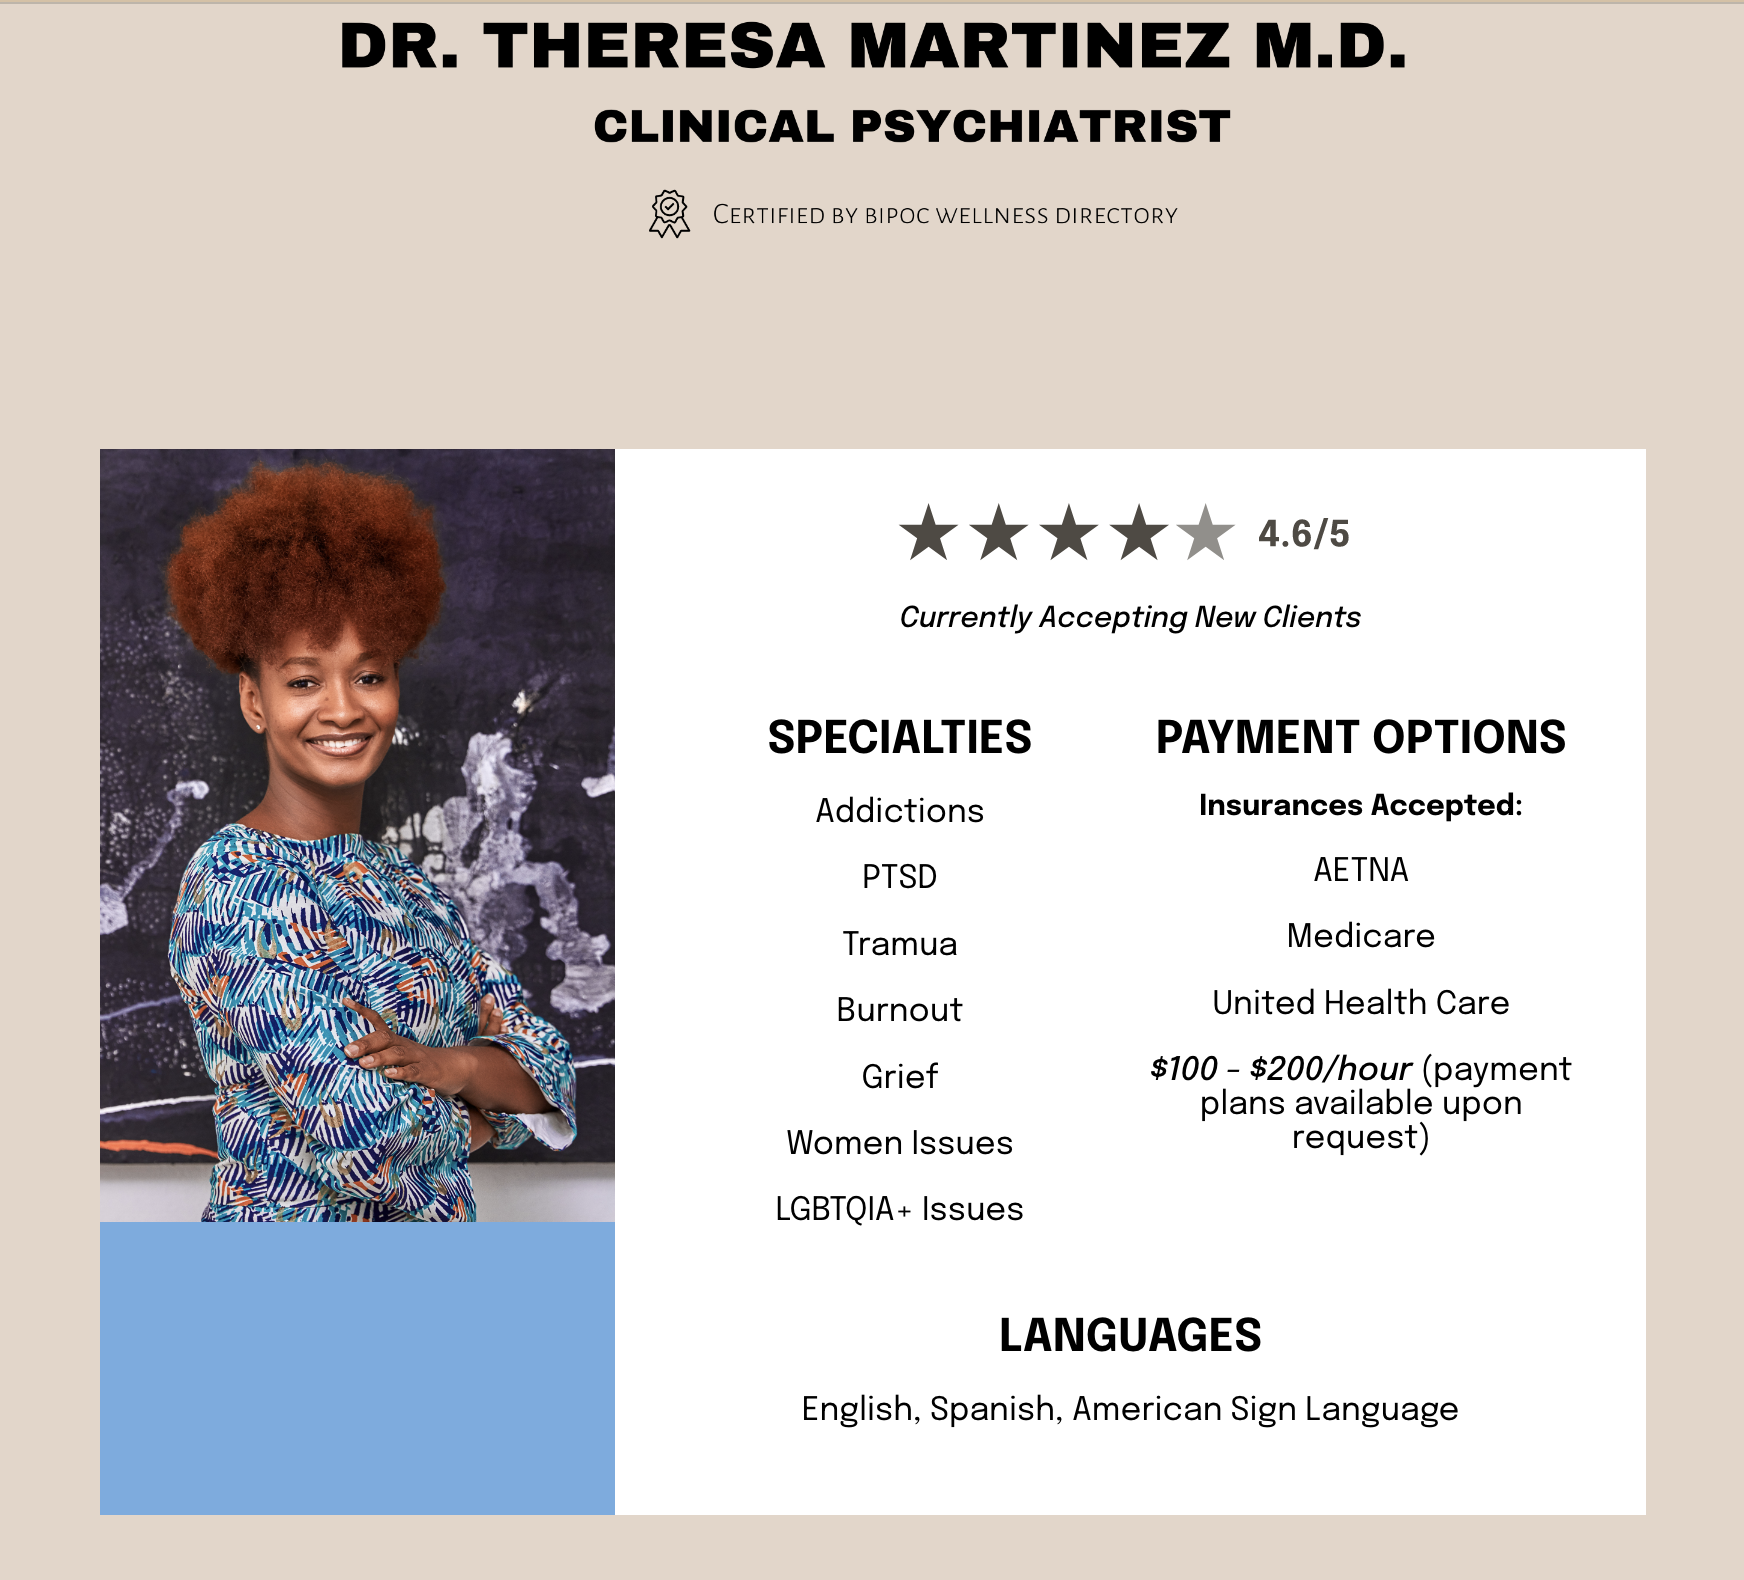 DR. THERESA MARTINEZ M.D.
CLINICAL PSYCHIATRIST
Certified by BIPOC Wellness Directory
4.6/5
Currently Accepting New Clients
SPECIALTIES
Addictions
PTSD
Tramua
Burnout
Grief
Women Issues
LGBTQIA+ Issues
PAYMENT OPTIONS
Insurances Accepted:
AETNA
Medicare
United Health Care
$100 - $200/hour (payment
plans available upon
request)
LANGUAGES
English, Spanish, American Sign Language